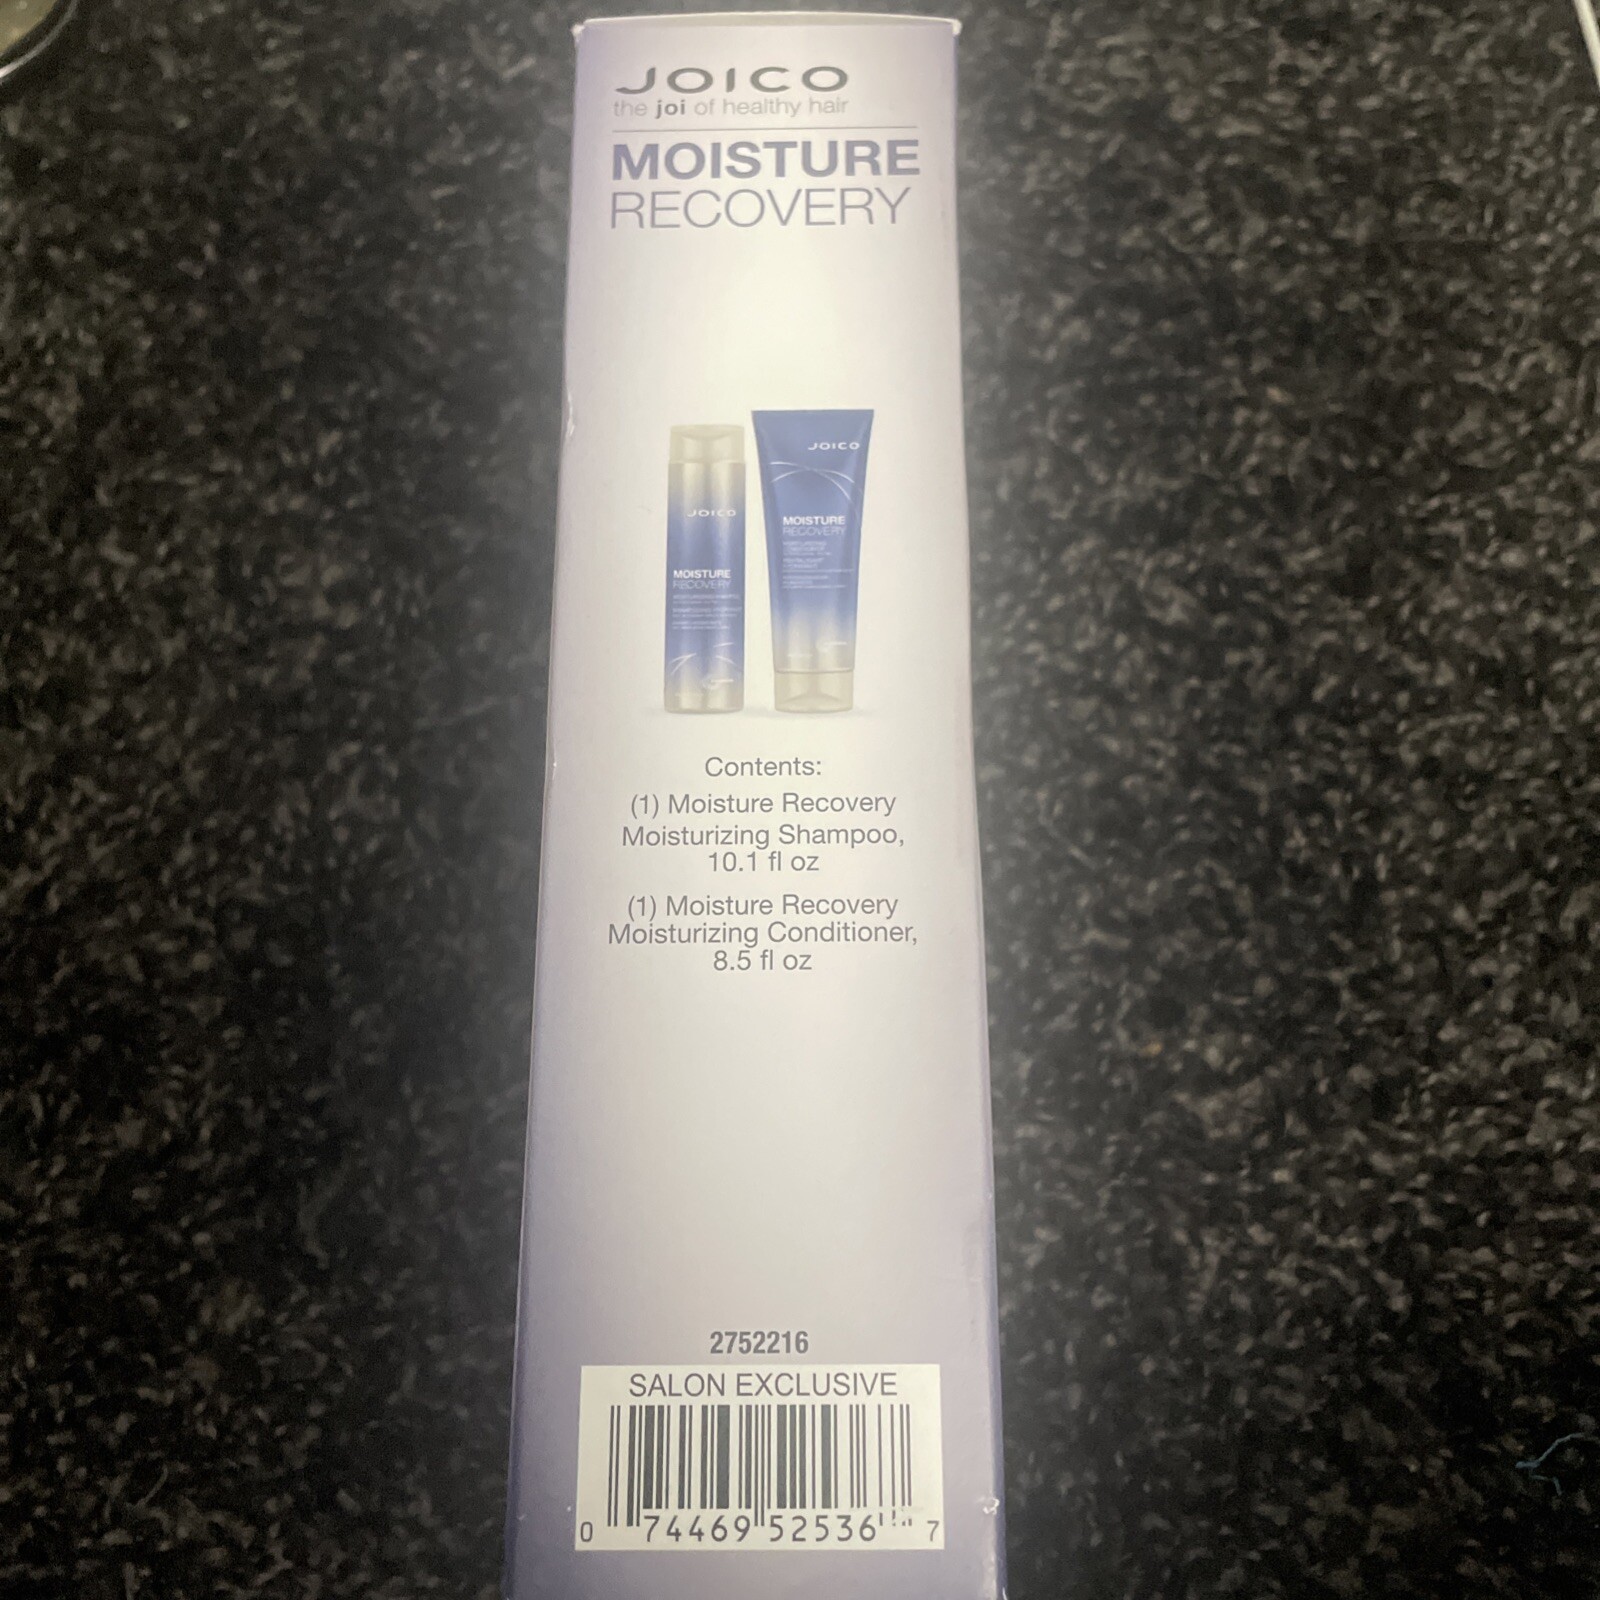 JOICO
the joi of healthy hair
MOISTURE
RECOVERY
JOICO
MOISTURE
RECOVERY
JOICO
MOISTURE
RECOVERY
Contents:
(1) Moisture Recovery
Moisturizing Shampoo,
10.1 fl oz
(1) Moisture Recovery
Moisturizing Conditioner,
8.5 fl oz
2752216
SALON EXCLUSIVE
0 74469 52536 7